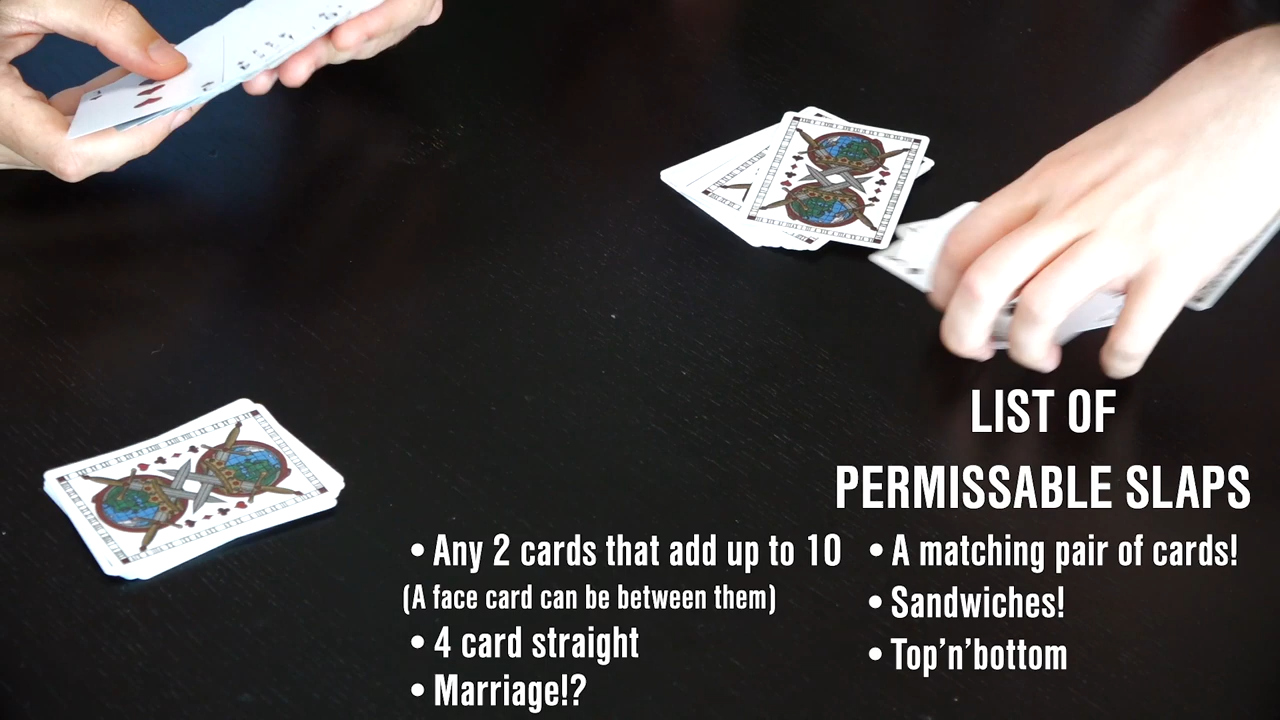 LIST OF
PERMISSABLE SLAPS
• Any 2 cards that add up to 10
(A face card can be between them)
• 4 card straight
• Marriage!?
• A matching pair of cards!
• Sandwiches!
• Top'n'bottom